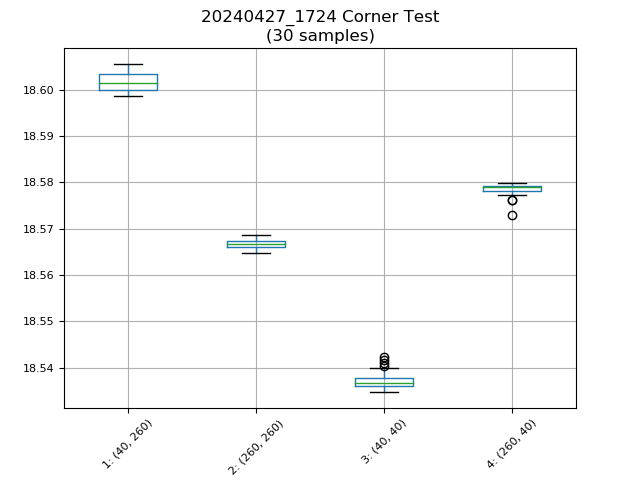 20240427_1724 Corner Test
(30 samples)
18.60
18.59
18.58
18.57
18.56
18.55
18.54
1: (40, 260)
2: (260, 260)
3: (40, 40)
4: (260, 40)